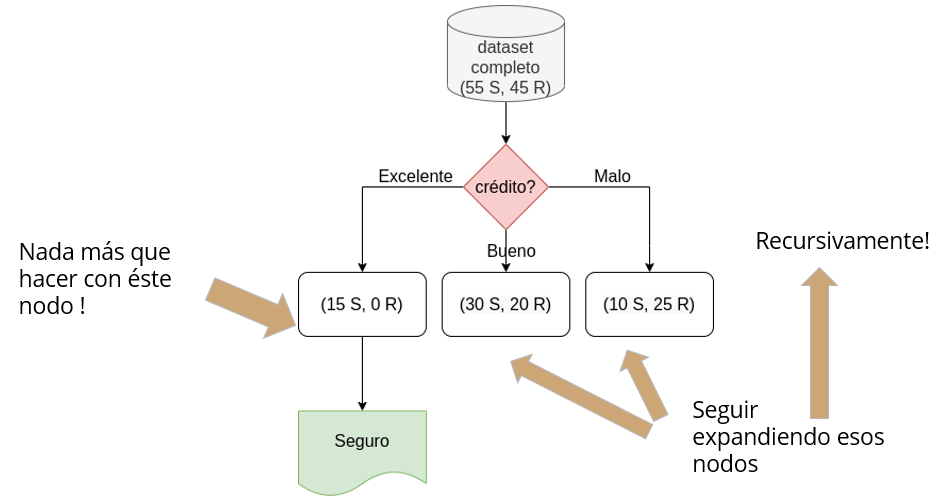 dataset
completo
(55 S, 45 R)
Excelente
crédito?
Malo
Bueno
Nada más que
hacer con éste
nodo !
Recursivamente!
(15 S, 0 R)
(30 S, 20 R)
(10 S, 25 R)
Seguro
Seguir
expandiendo esos
nodos